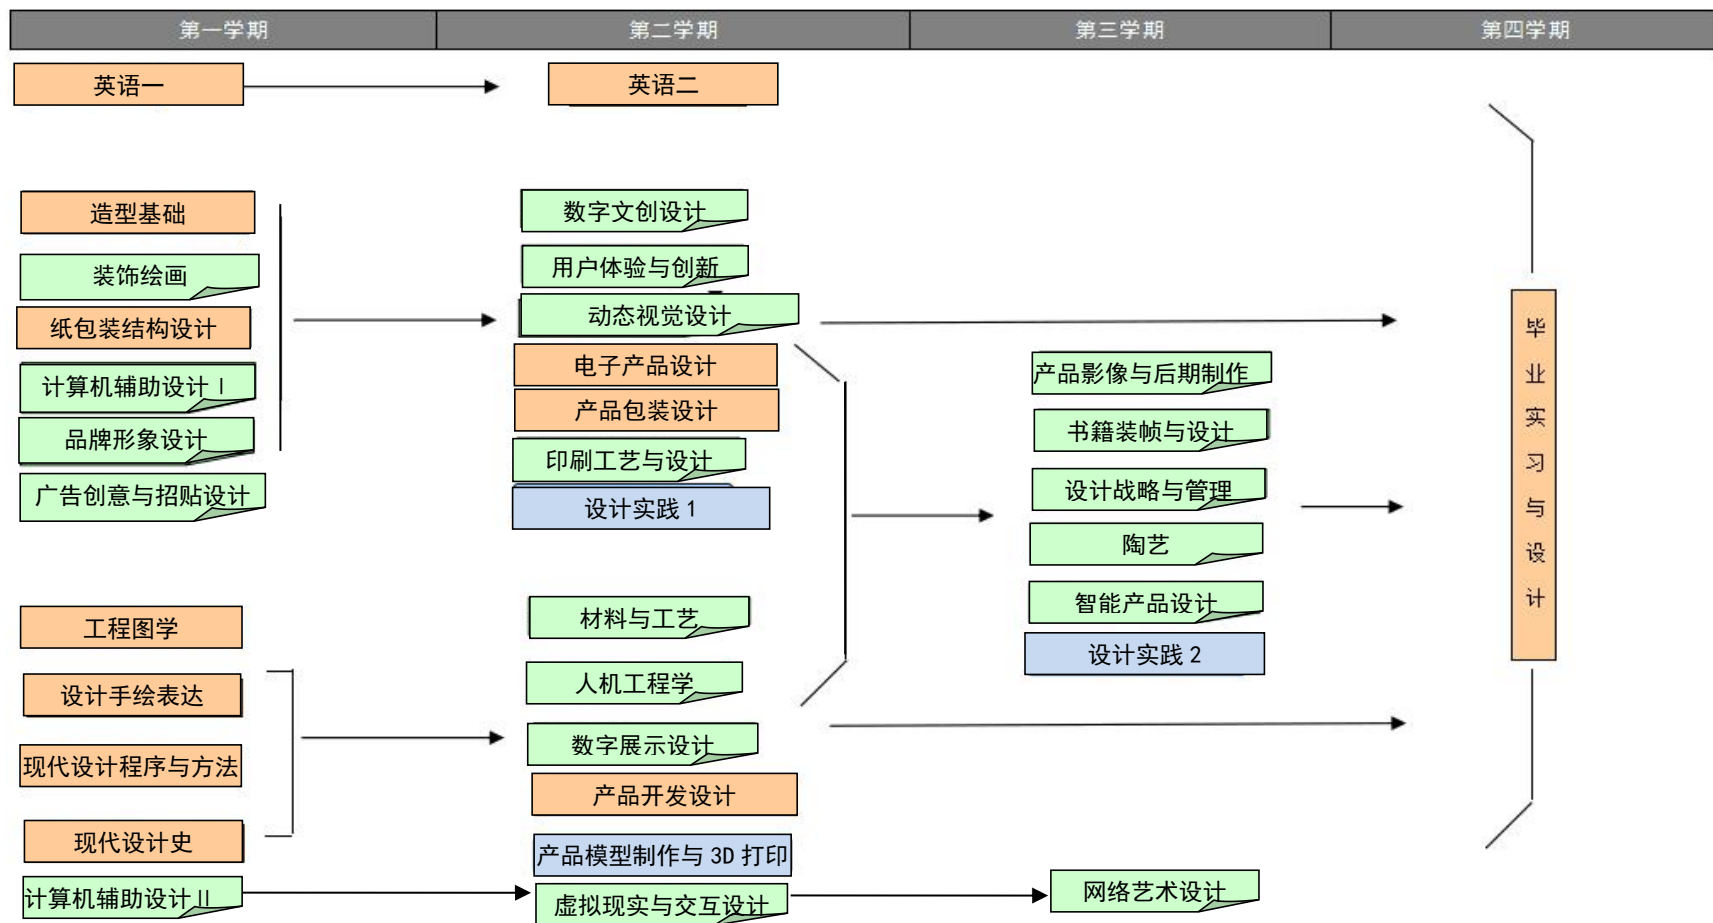 第一学期
第二学期
第三学期
第四学期
英语一
英语二
造型基础
装饰绘画
纸包装结构设计
计算机辅助设计Ⅰ
品牌形象设计
广告创意与招贴设计
数字文创设计
用户体验与创新
动态视觉设计
电子产品设计
产品包装设计
印刷工艺与设计
设计实践 1
产品影像与后期制作
书籍装帧与设计
设计战略与管理
陶艺
智能产品设计
设计实践 2
毕业实习与设计
工程图学
设计手绘表达
现代设计程序与方法
现代设计史
计算机辅助设计Ⅱ
材料与工艺
人机工程学
数字展示设计
产品开发设计
产品模型制作与 3D 打印
虚拟现实与交互设计
网络艺术设计